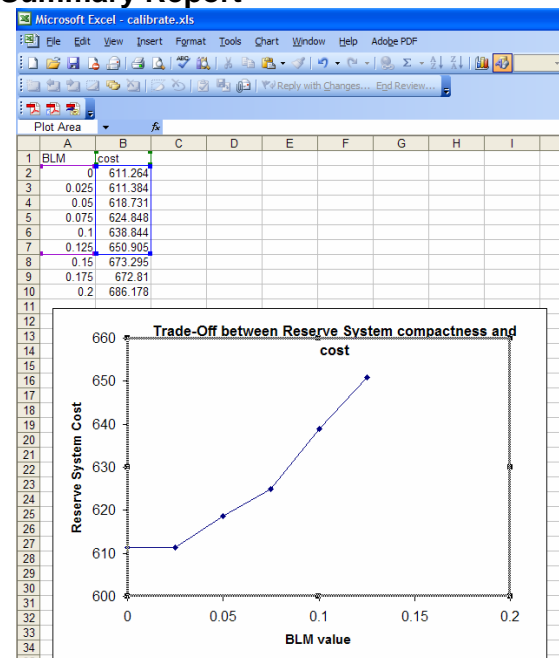 Summary Report
Microsoft Excel - calibrate.xls
File Edit View Insert Format Tools Chart Window Help Adobe PDF
Reply with Changes... End Review...
Plot Area fx
A B C D E F G H I
1 BLM cost
2 0 611.264
3 0.025 611.384
4 0.05 618.731
5 0.075 624.848
6 0.1 638.844
7 0.125 650.905
8 0.15 673.295
9 0.175 672.81
10 0.2 686.178
11
12
13
14
15
16
17
18
19
20
21
22
23
24
25
26
27
28
29
30
31
32
33
34
Trade-Off between Reserve System compactness and
cost
Reserve System Cost
660
650
640
630
620
610
600
0 0.05 0.1 0.15 0.2
BLM value